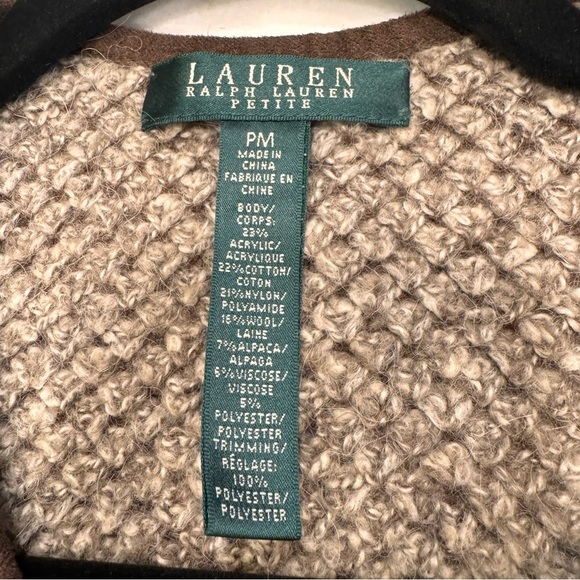 LAUREN
RALPH LAUREN
PETITE
PM
MADE IN
CHINA
FABRIQUE EN
CHINE
BODY/
CORPS:
23%
ACRYLIC/
ACRYLIQUE
22%COTTON/
COTON
21%NYLON/
POLYAMIDE
16%WOOL/
LAINE
7%ALPACA/
ALPAGA
6%VISCOSE/
VISCOSE
5%
POLYESTER/
POLYESTER
TRIMMING/
RÉGLAGE:
100%
POLYESTER/
POLYESTER